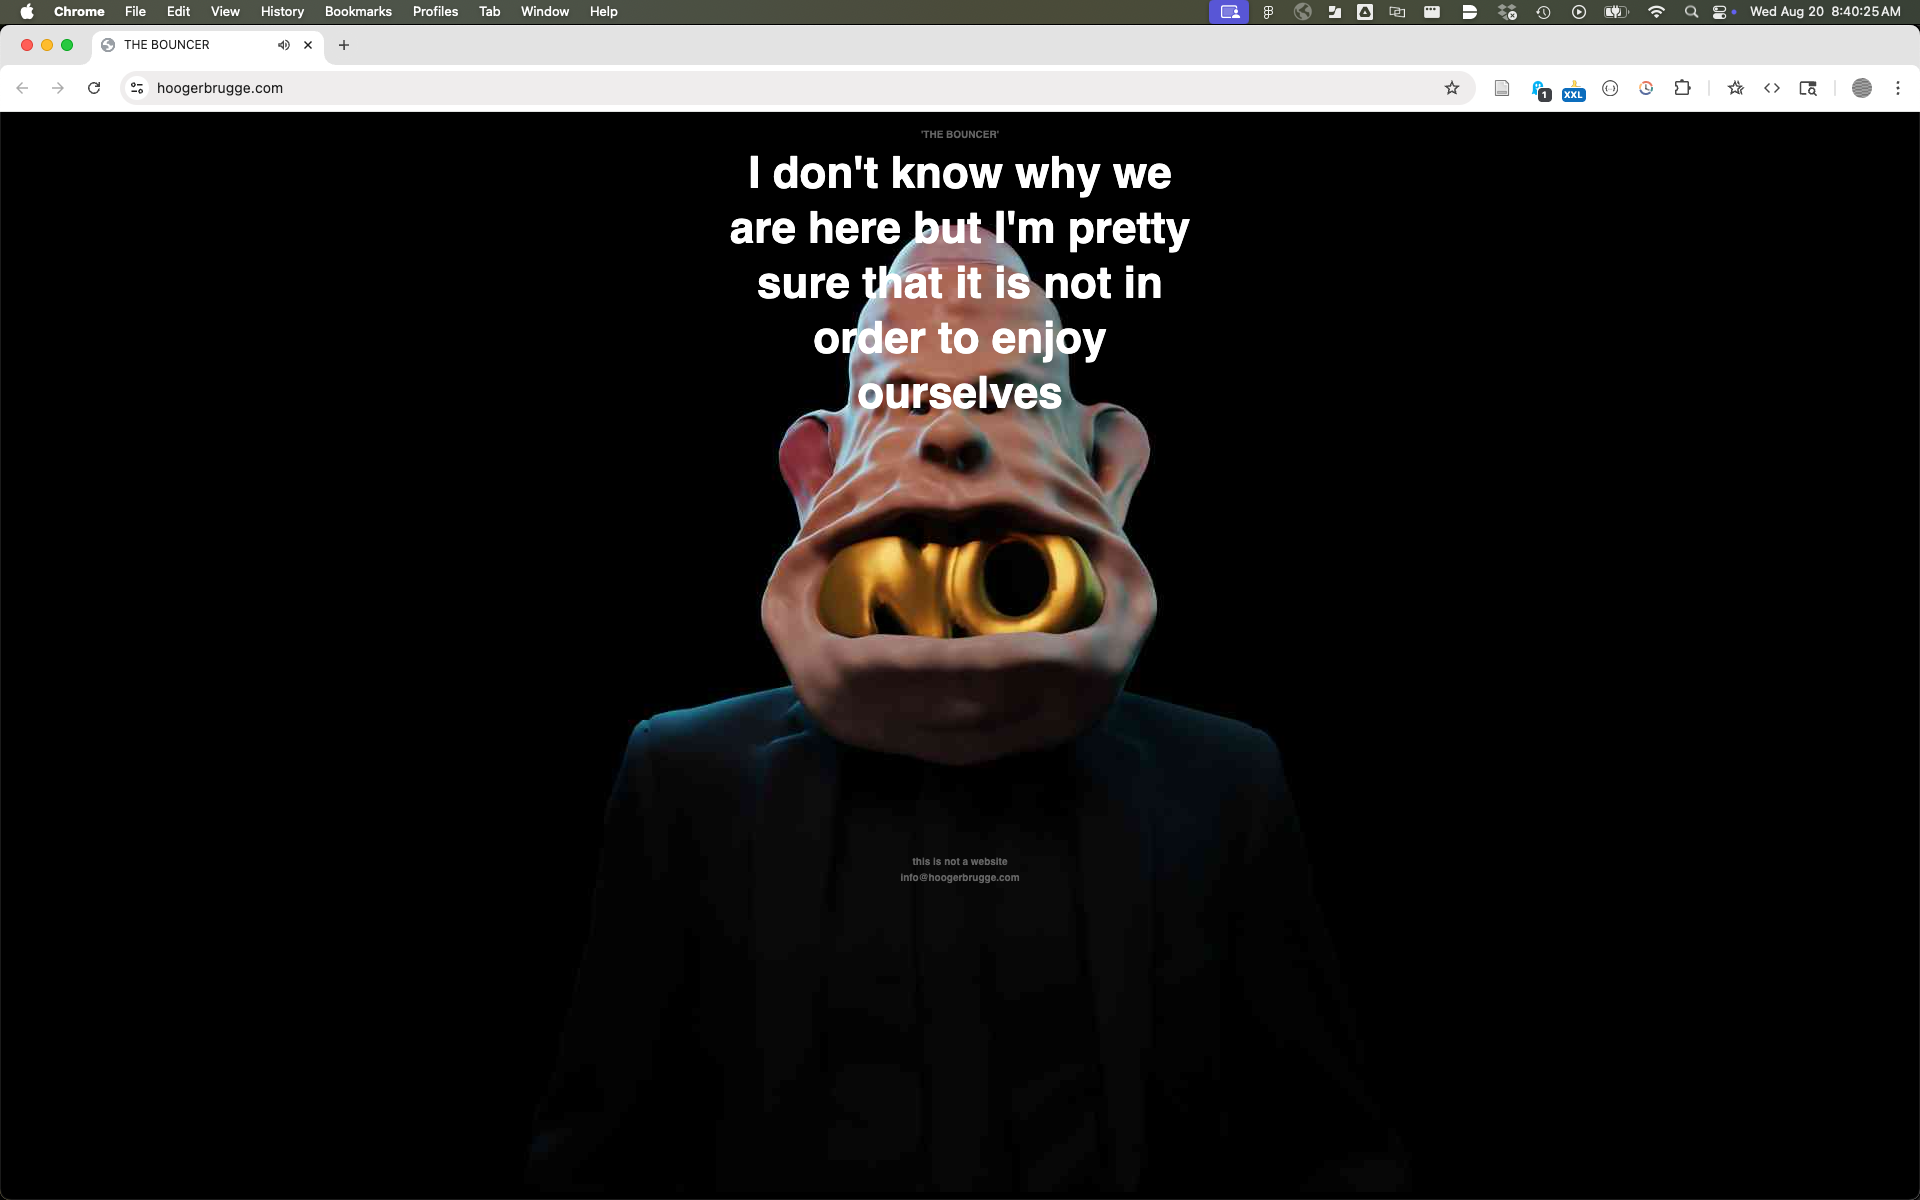 Chrome File Edit View History Bookmarks Profiles Tab Window Help Wed Aug 20 8:40:25 AM
THE BOUNCER
hoogerbrugge.com
1 XXL
'THE BOUNCER'
I don't know why we
are here but I'm pretty
sure that it is not in
order to enjoy
ourselves
NO
this is not a website
info@hoogerbrugge.com